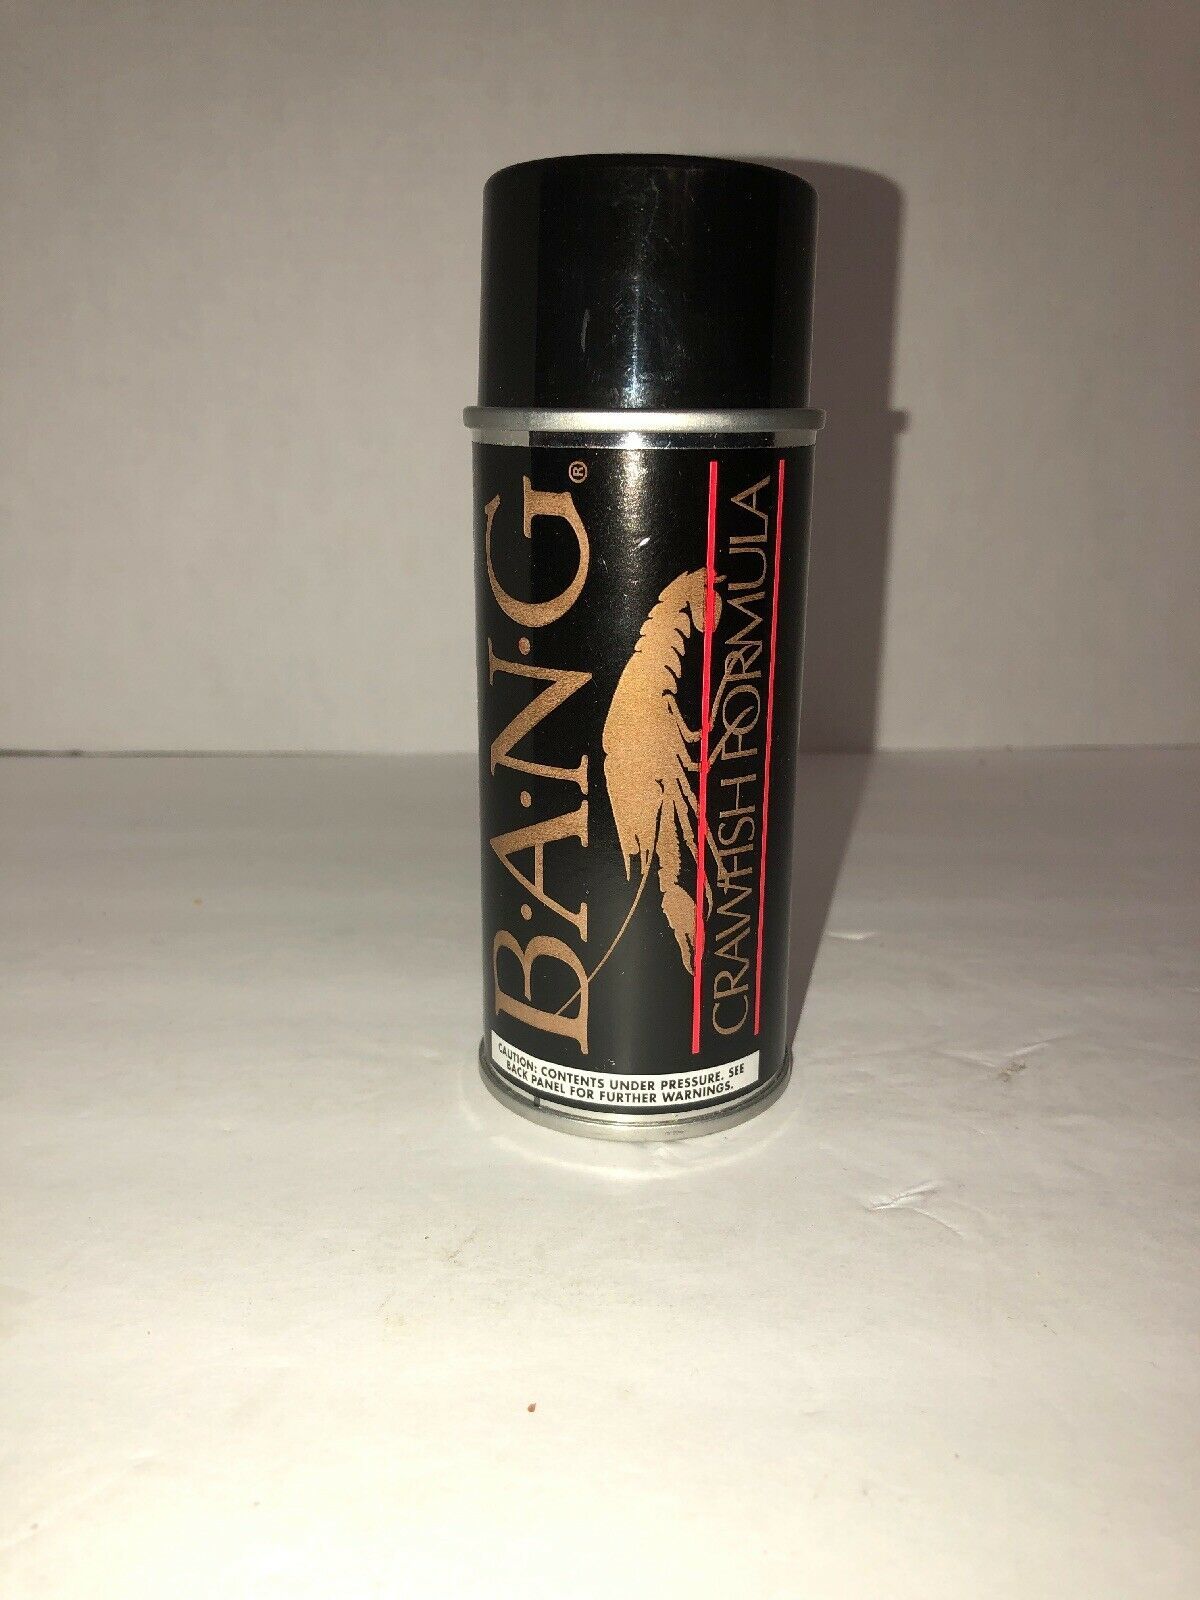 B·A·N·G®
CRAWFISH FORMULA
CAUTION: CONTENTS UNDER PRESSURE. SEE
BACK PANEL FOR FURTHER WARNINGS.